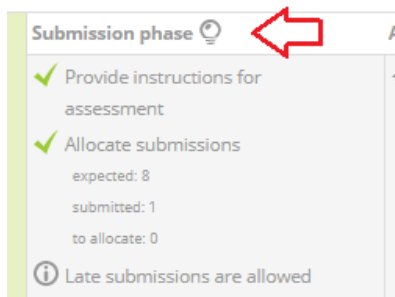 Submission phase
A
Provide instructions for
assessment
Allocate submissions
expected: 8
submitted: 1
to allocate: 0
Late submissions are allowed